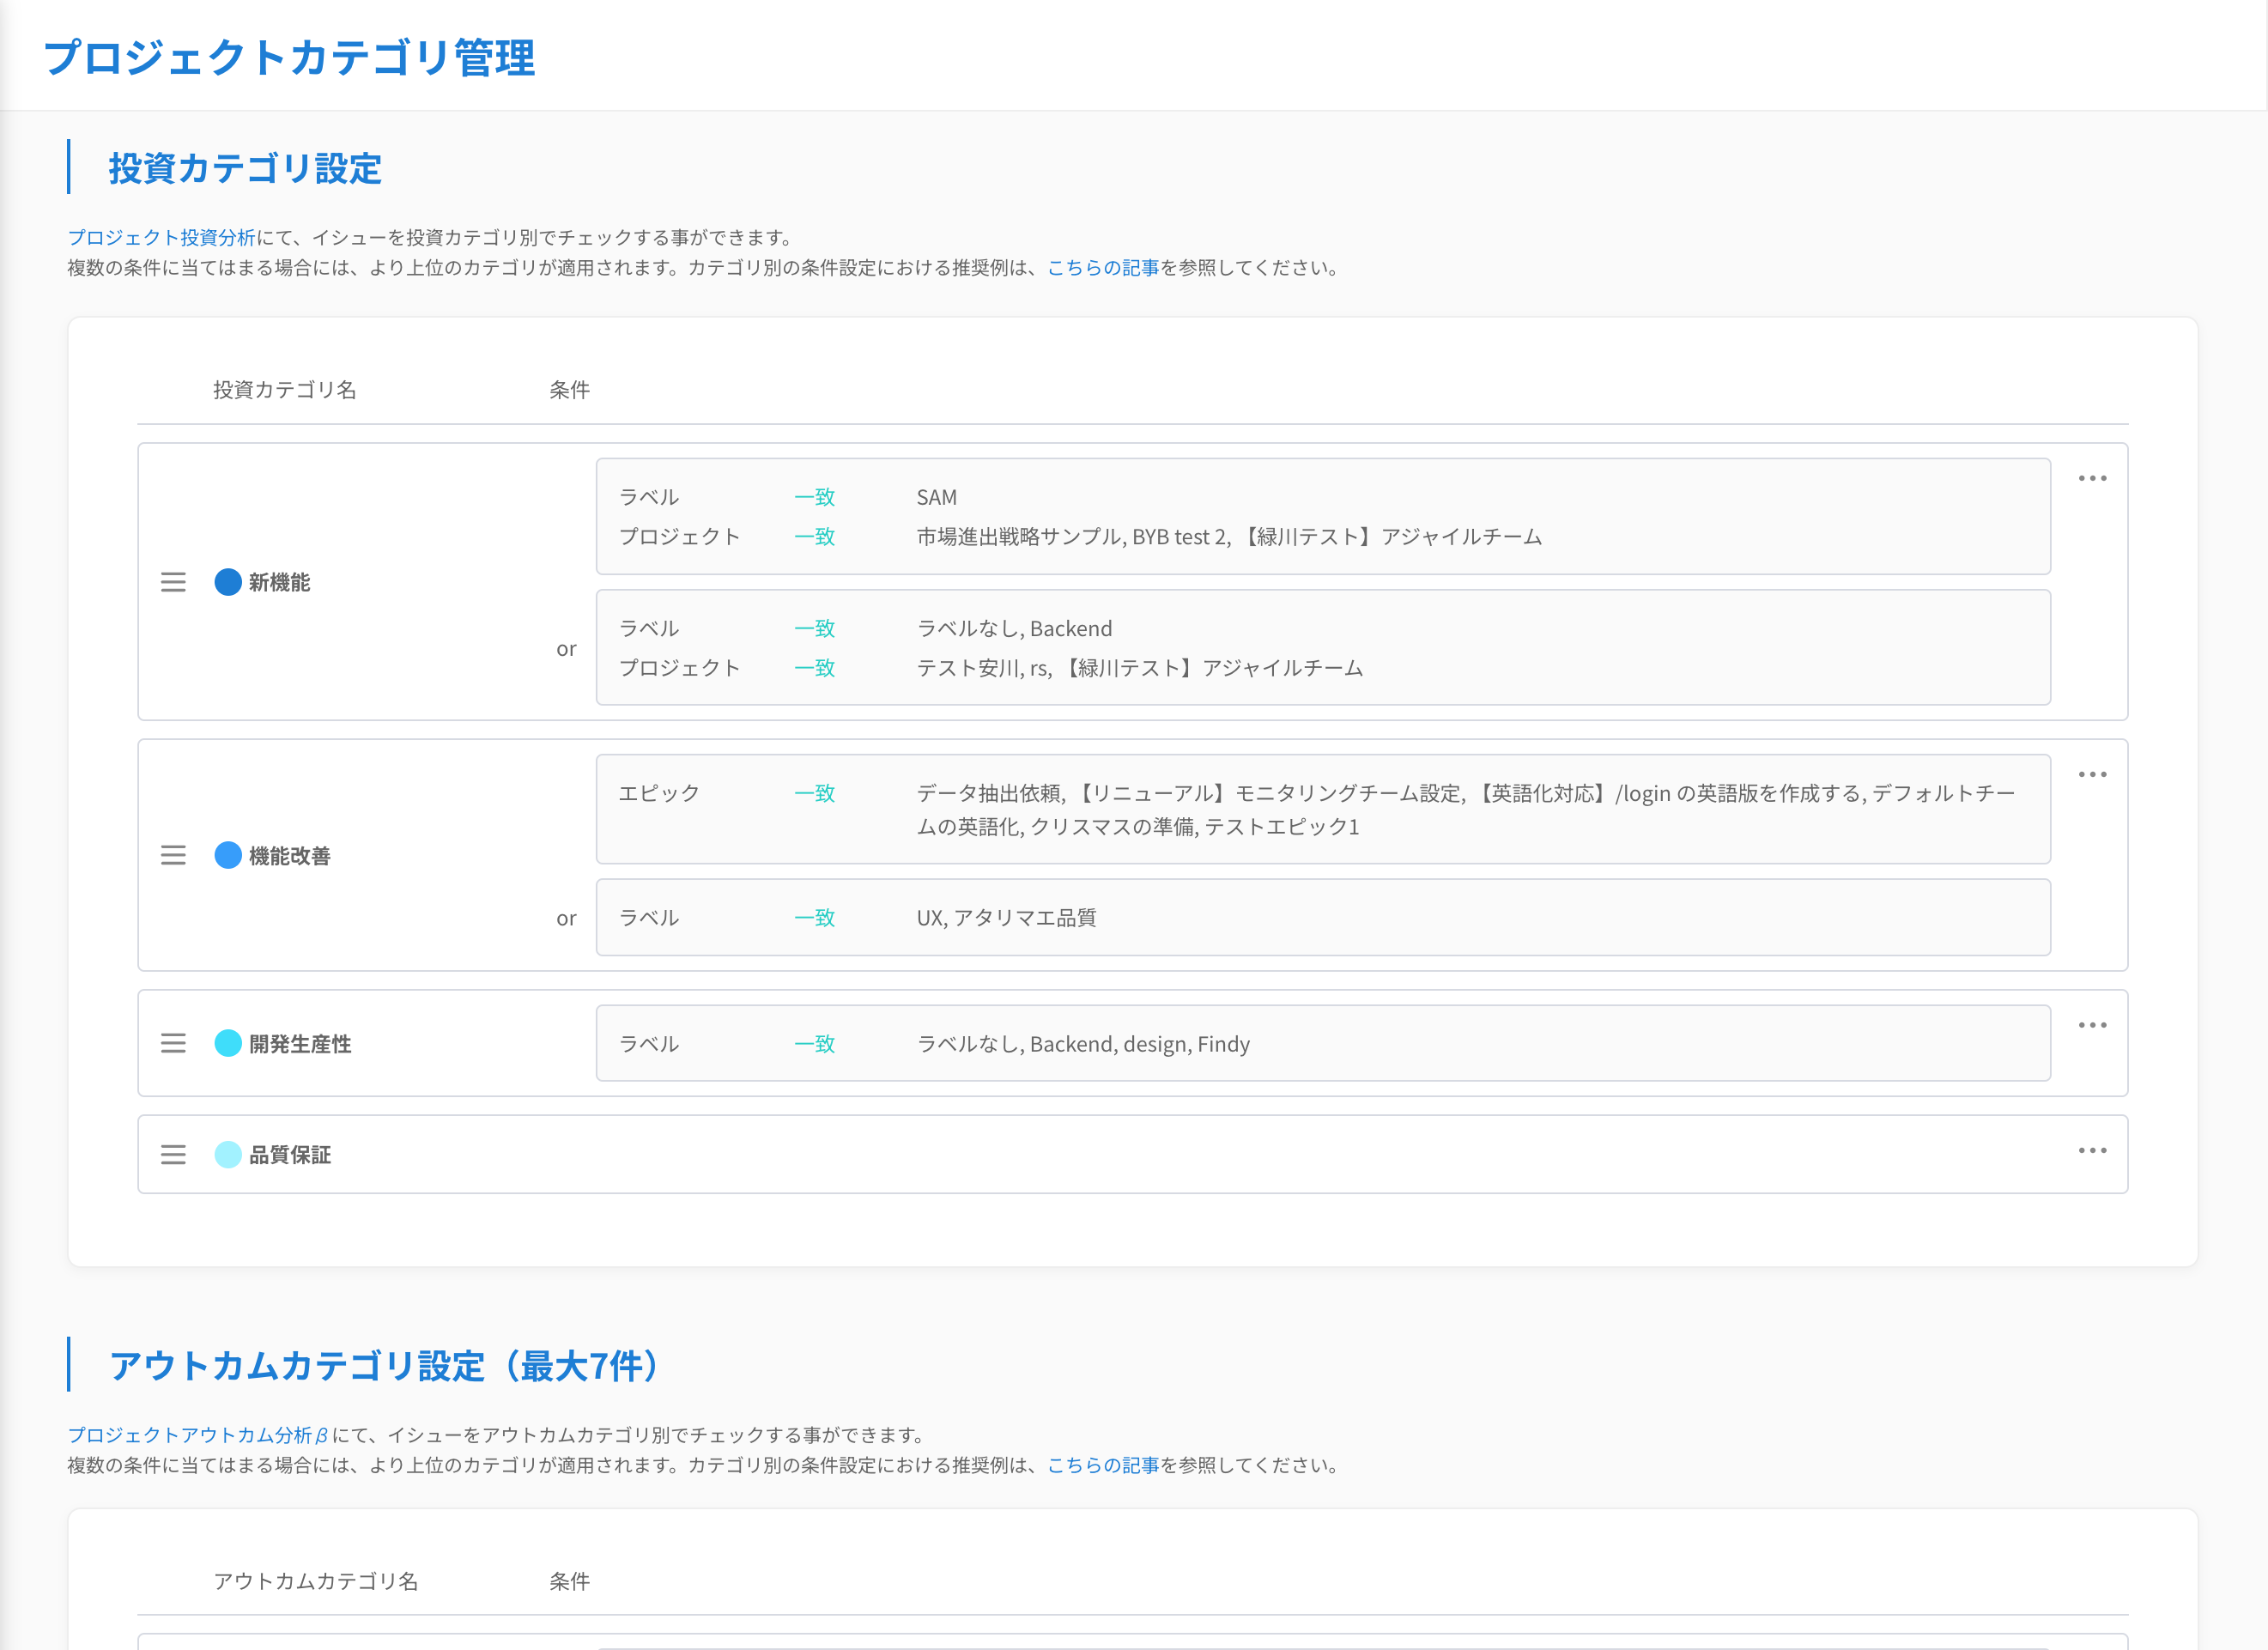 プロジェクトカテゴリ管理
投資カテゴリ設定
プロジェクト投資分析にて、イシューを投資カテゴリ別でチェックする事ができます。
複数の条件に当てはまる場合には、より上位のカテゴリが適用されます。カテゴリ別の条件設定における推奨例は、こちらの記事を参照してください。
投資カテゴリ名 条件
新機能
ラベル 一致 SAM
プロジェクト 一致 市場進出戦略サンプル, BYB test 2, 【緑川テスト】アジャイルチーム
or
ラベル 一致 ラベルなし, Backend
プロジェクト 一致 テスト安川, rs, 【緑川テスト】アジャイルチーム
機能改善
エピック 一致 データ抽出依頼, 【リニューアル】モニタリングチーム設定, 【英語化対応】/login の英語版を作成する, デフォルトチー
ムの英語化, クリスマスの準備, テストエピック1
or
ラベル 一致 UX, アタリマエ品質
開発生産性
ラベル 一致 ラベルなし, Backend, design, Findy
品質保証
アウトカムカテゴリ設定（最大7件）
プロジェクトアウトカム分析βにて、イシューをアウトカムカテゴリ別でチェックする事ができます。
複数の条件に当てはまる場合には、より上位のカテゴリが適用されます。カテゴリ別の条件設定における推奨例は、こちらの記事を参照してください。
アウトカムカテゴリ名 条件